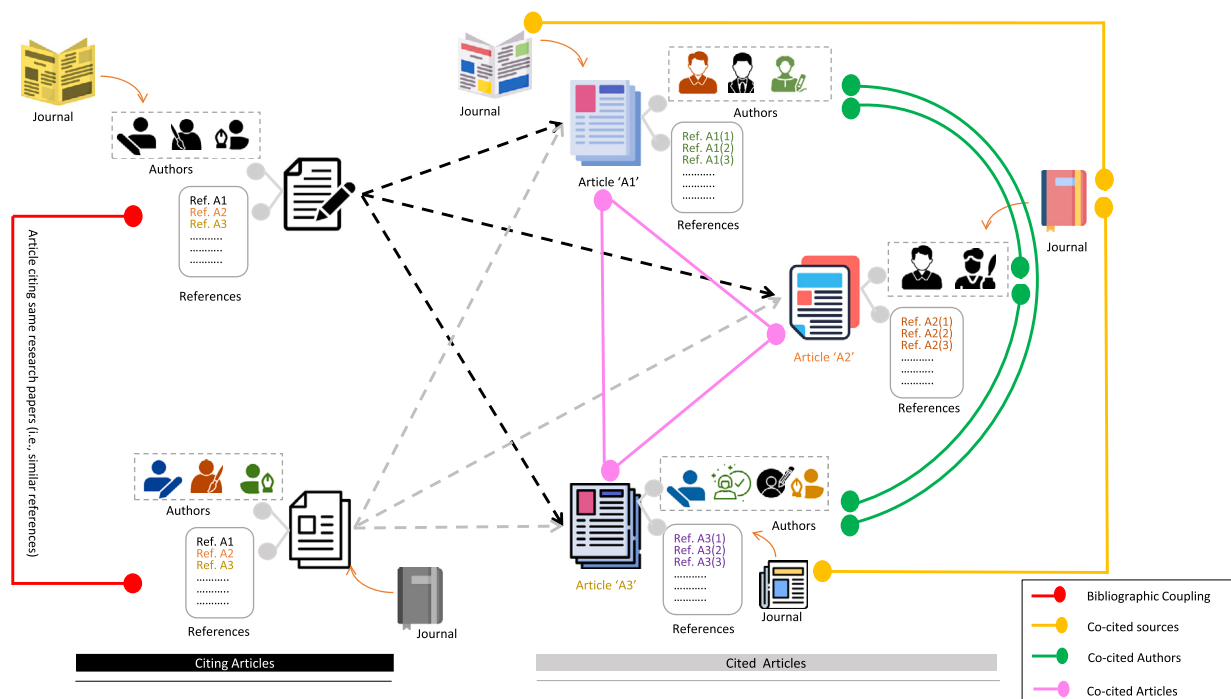 Journal
Authors
Ref. A1
Ref. A2
Ref. A3
...........
...........
...........
References
Article citing same research papers (i.e., similar references)
Authors
Ref. A1
Ref. A2
Ref. A3
...........
...........
...........
References
Journal
Citing Articles
Journal
Article ‘A1’
Authors
Ref. A1(1)
Ref. A1(2)
Ref. A1(3)
...........
...........
...........
References
Journal
Article ‘A2’
Ref. A2(1)
Ref. A2(2)
Ref. A2(3)
...........
...........
...........
References
Article ‘A3’
Authors
Ref. A3(1)
Ref. A3(2)
Ref. A3(3)
...........
...........
...........
References
Journal
Cited Articles
Bibliographic Coupling
Co-cited sources
Co-cited Authors
Co-cited Articles